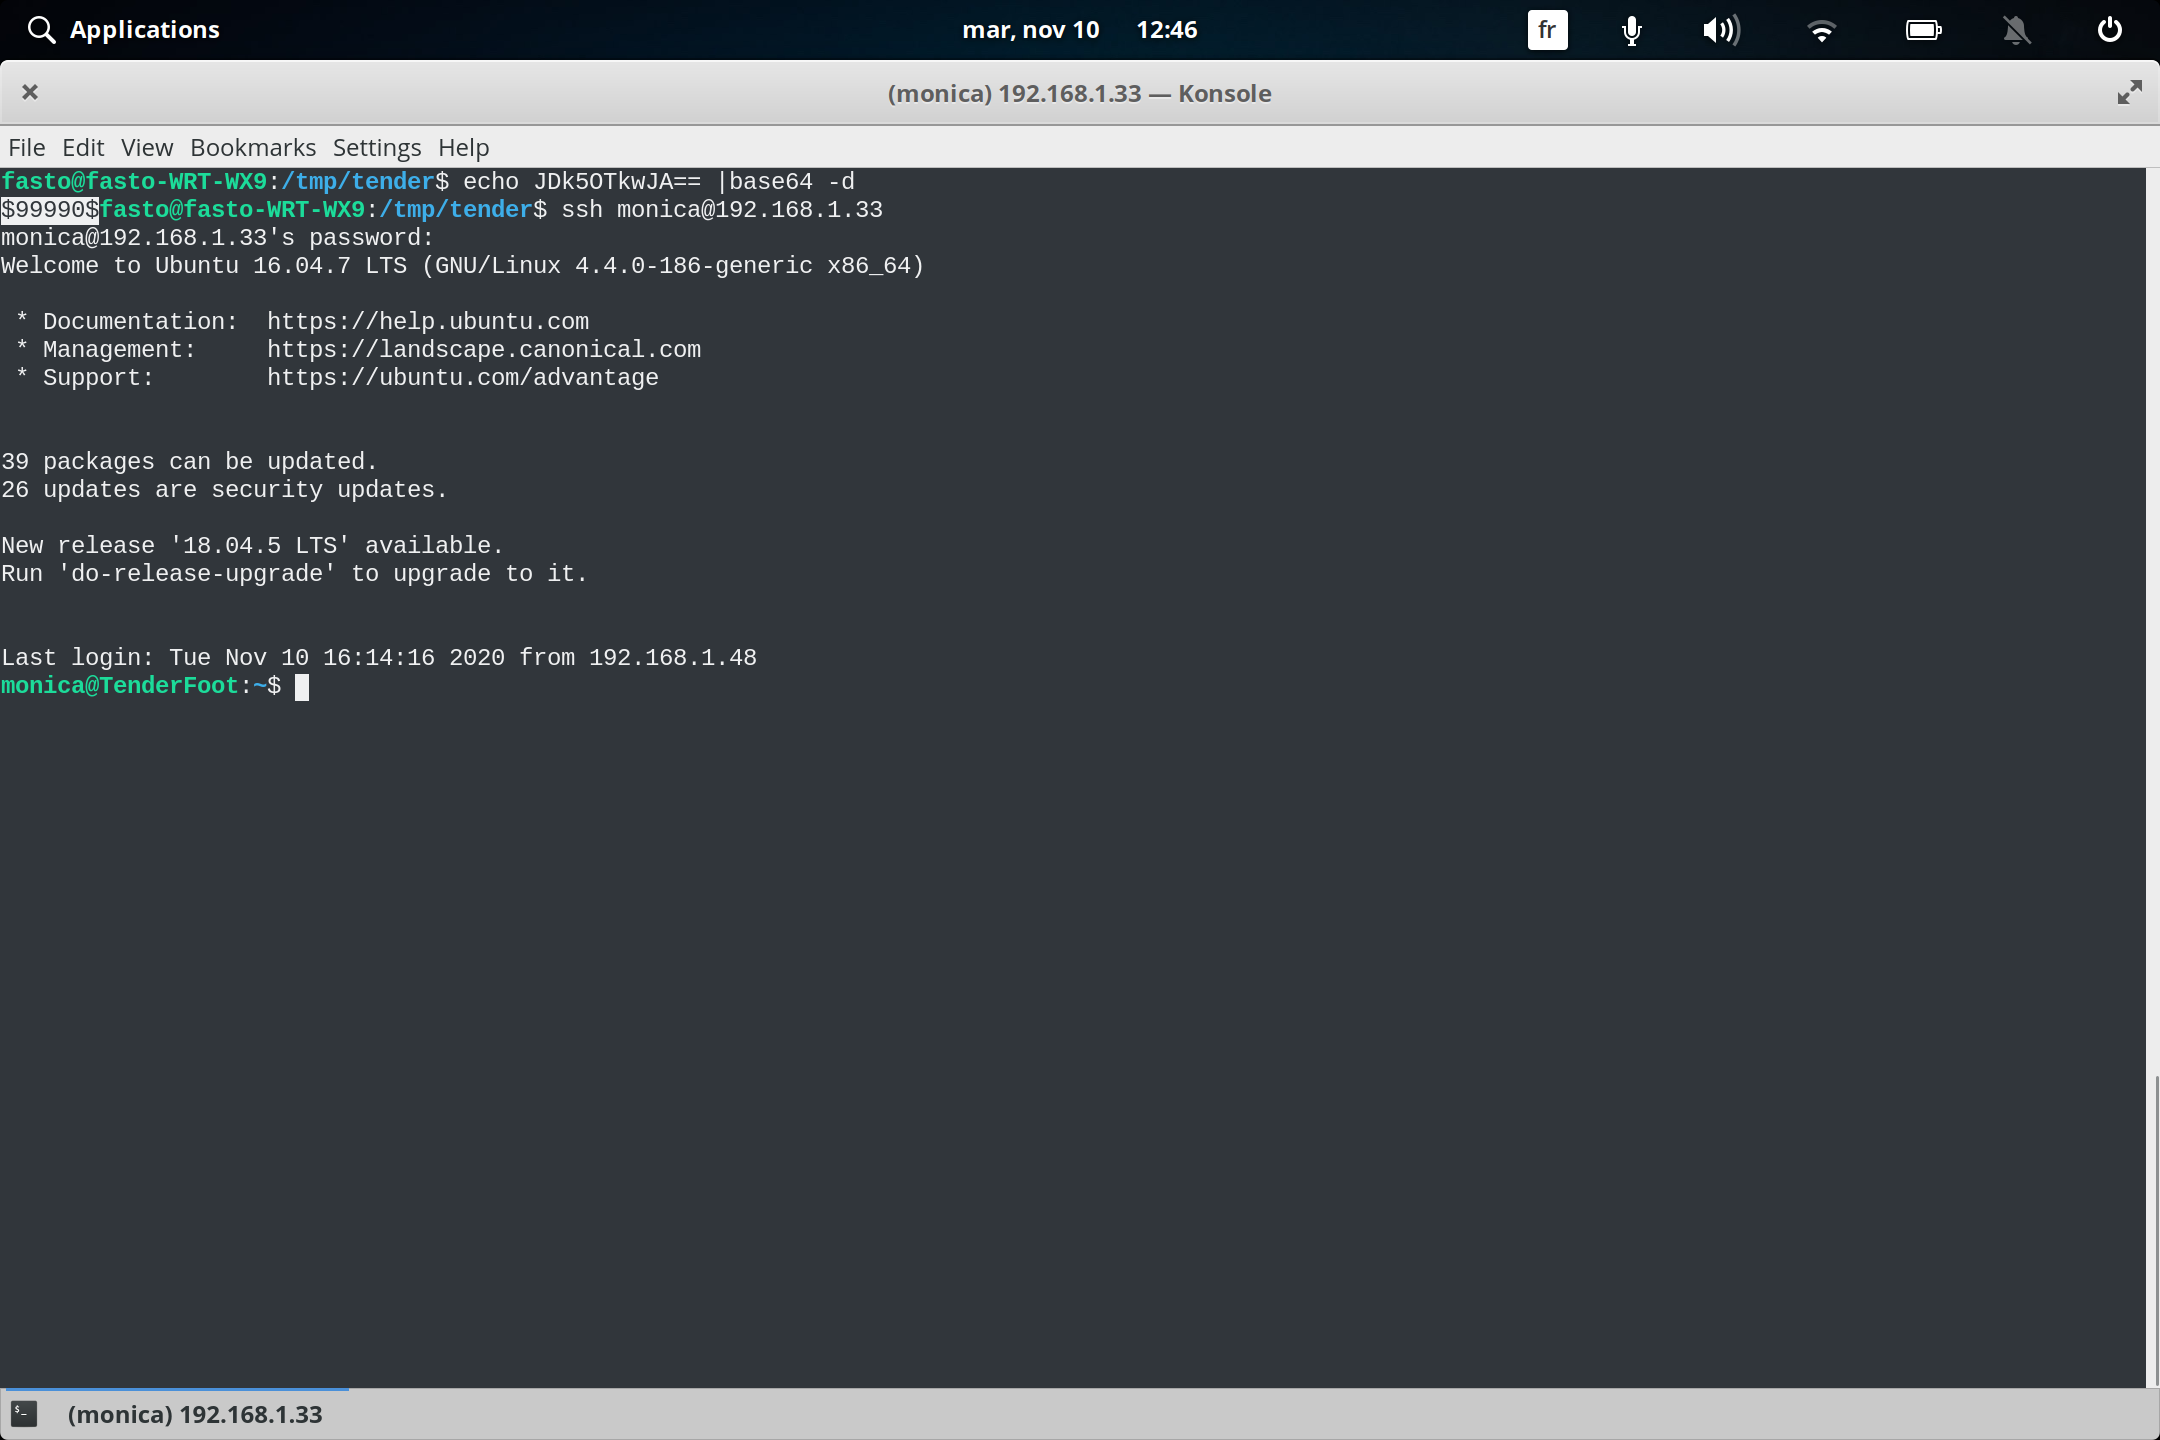 Applications mar, nov 10 12:46 fr
(monica) 192.168.1.33 — Konsole
File Edit View Bookmarks Settings Help
fasto@fasto-WRT-WX9:/tmp/tender$ echo JDk5OTkwJA== |base64 -d
$99990$fasto@fasto-WRT-WX9:/tmp/tender$ ssh monica@192.168.1.33
monica@192.168.1.33's password:
Welcome to Ubuntu 16.04.7 LTS (GNU/Linux 4.4.0-186-generic x86_64)
* Documentation: https://help.ubuntu.com
* Management: https://landscape.canonical.com
* Support: https://ubuntu.com/advantage
39 packages can be updated.
26 updates are security updates.
New release '18.04.5 LTS' available.
Run 'do-release-upgrade' to upgrade to it.
Last login: Tue Nov 10 16:14:16 2020 from 192.168.1.48
monica@TenderFoot:~$
(monica) 192.168.1.33